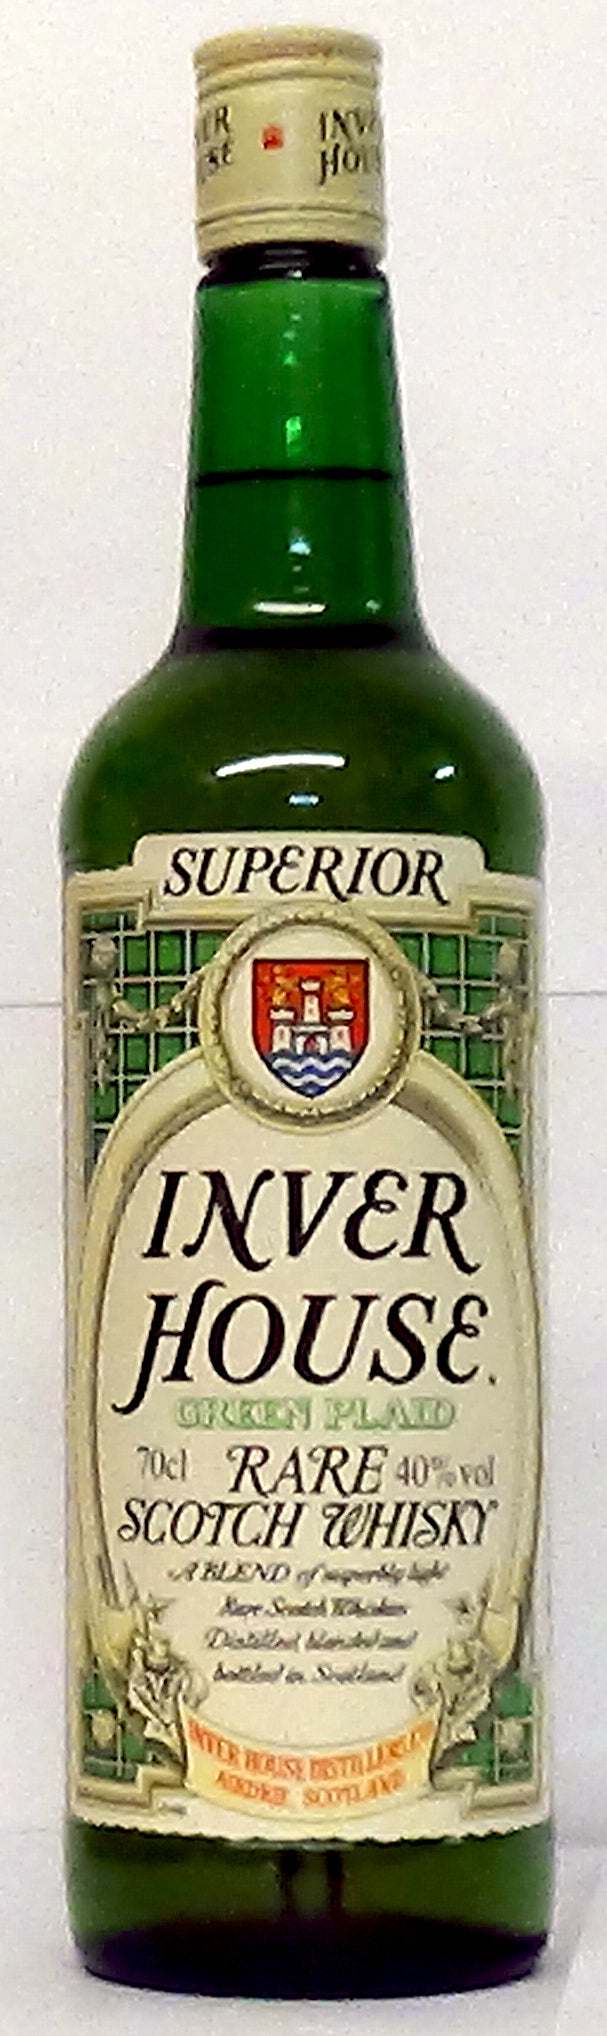 INVER
HOUSE
SUPERIOR
INVER
HOUSE.
GREEN PLAID
70cl RARE 40% vol
SCOTCH WHISKY
A BLEND of superbly light
Rare Scotch Whiskies
Distilled, blended and
bottled in Scotland
INVER HOUSE DISTILLERS LTD
AIRDRIE SCOTLAND